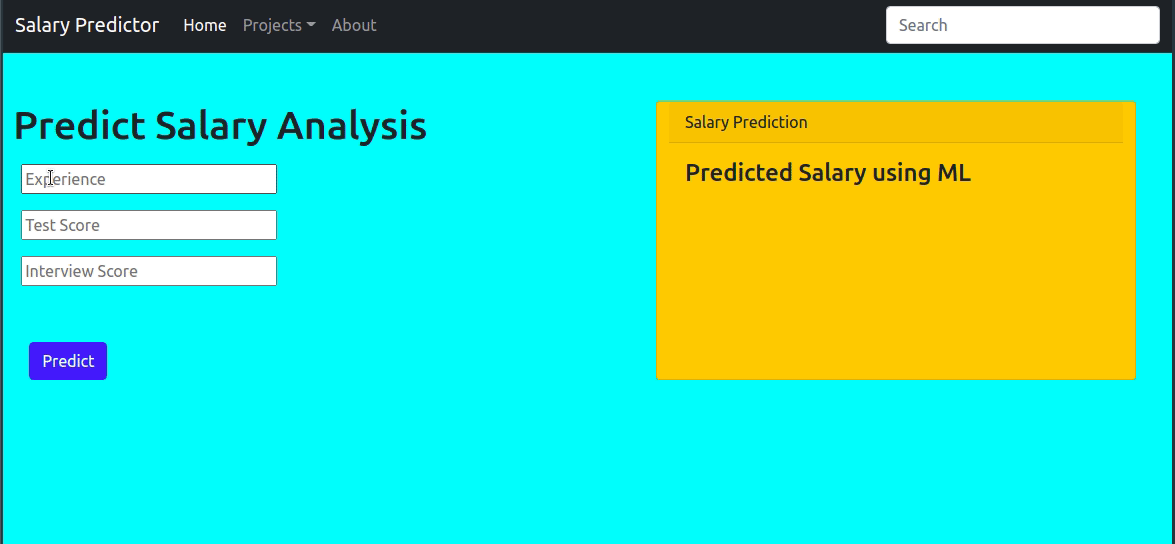 Salary Predictor Home Projects About Search
Predict Salary Analysis
Experience
Test Score
Interview Score
Predict
Salary Prediction
Predicted Salary using ML